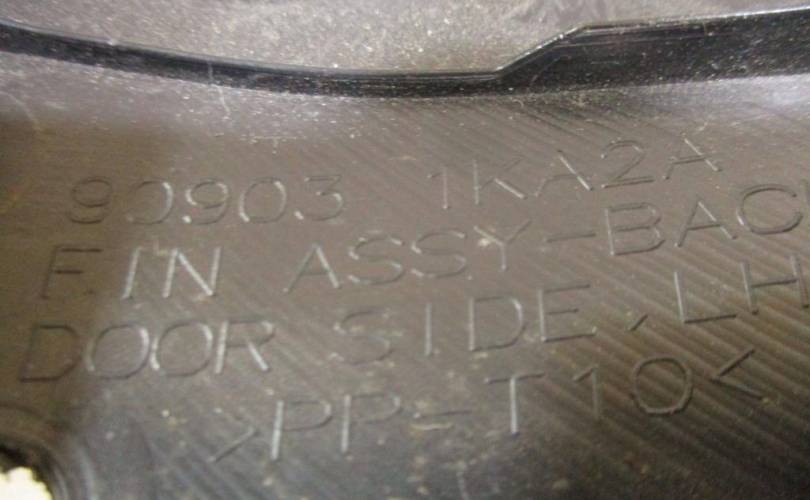 90903 1KA2A
FIN ASSY-BAC
DOOR SIDE,LH
>PP-T10<